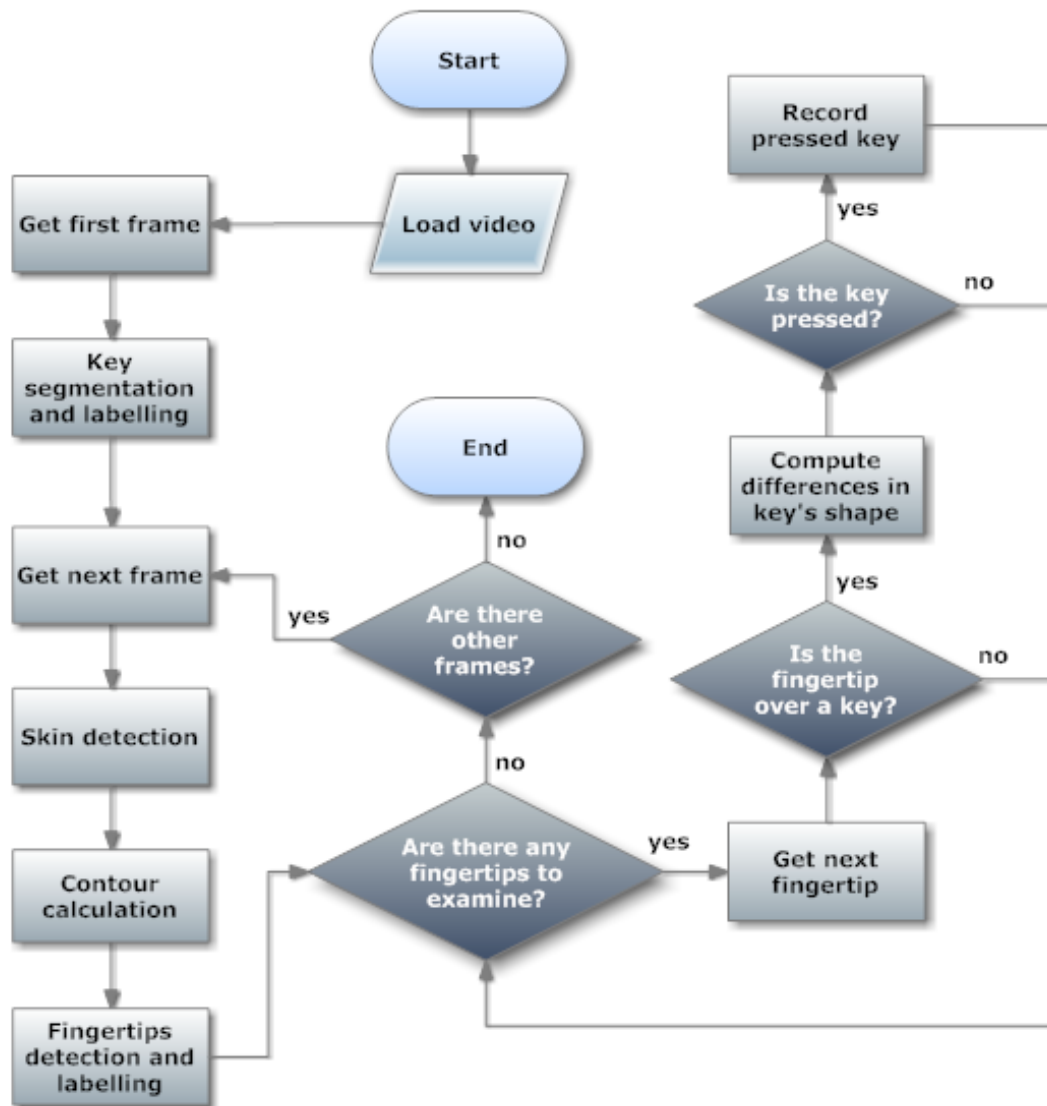 Start
Load video
Get first frame
Key
segmentation
and labelling
Get next frame
Skin detection
Contour
calculation
Fingertips
detection and
labelling
Are there any
fingertips to
examine?
no
yes
Are there
other
frames?
yes
no
End
Get next
fingertip
Is the
fingertip
over a key?
no
yes
Compute
differences in
key's shape
Is the key
pressed?
no
yes
Record
pressed key